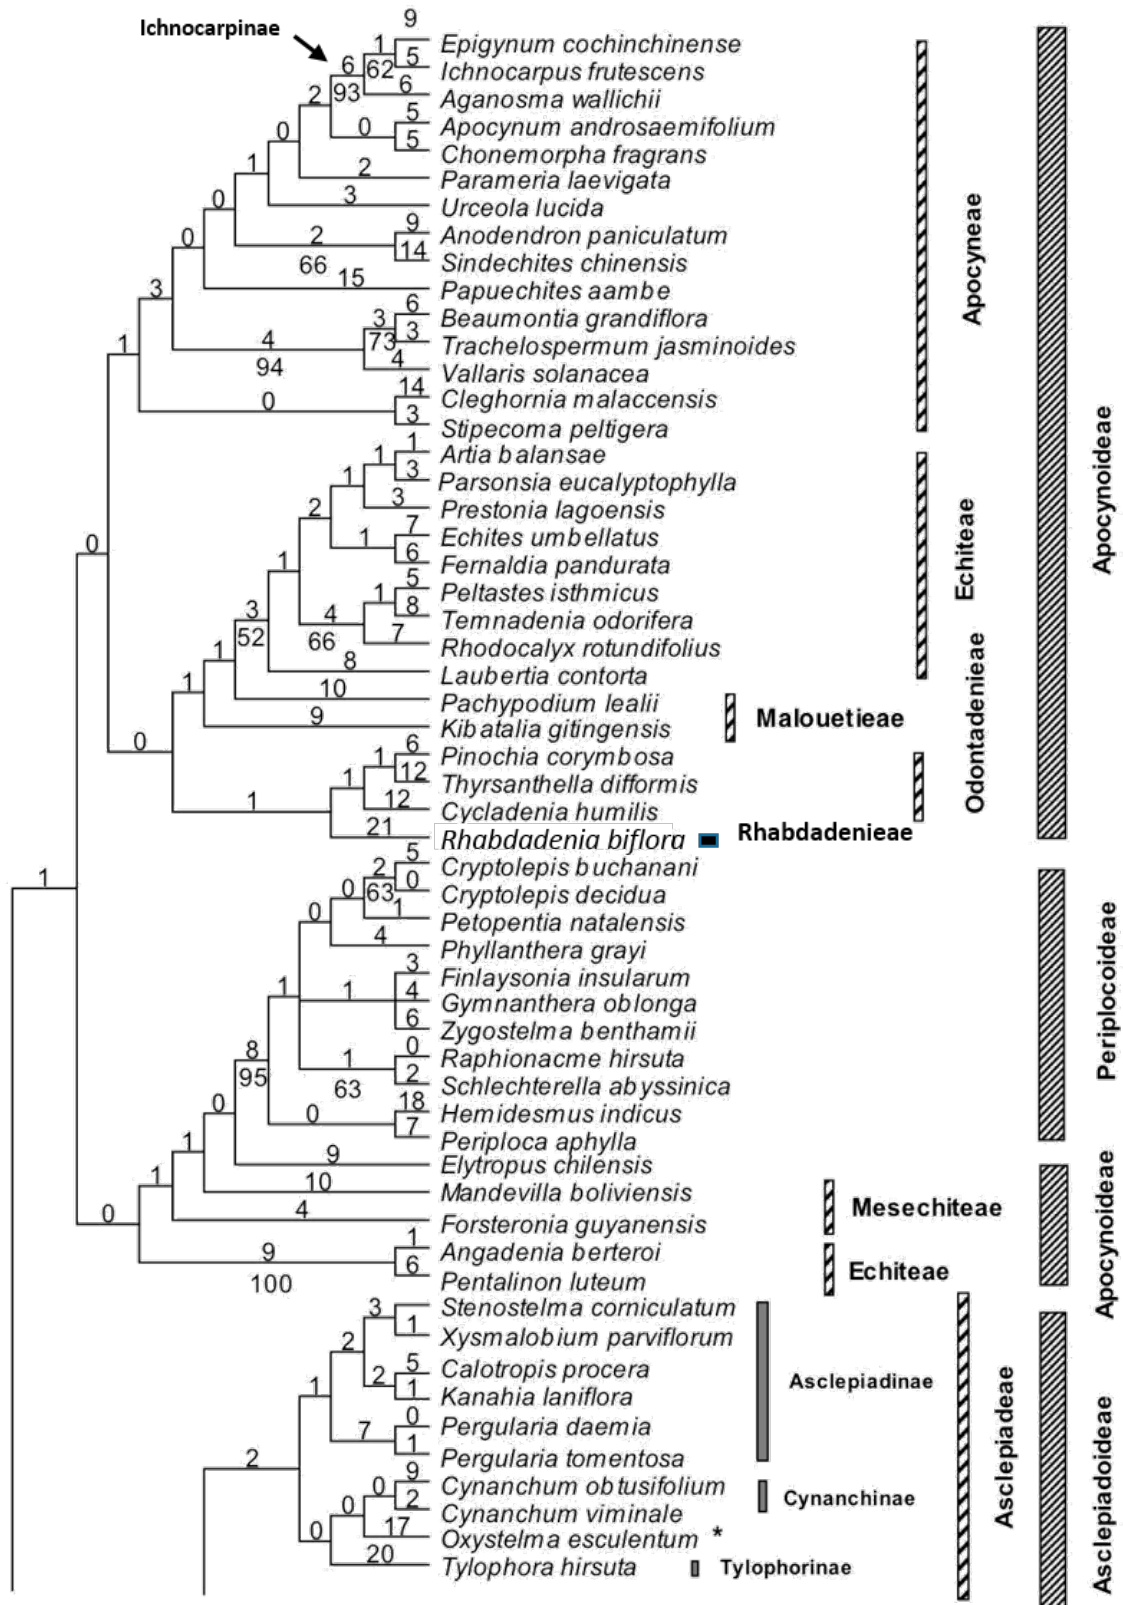 Ichnocarpinae
9
1 Epigynum cochinchinense
5
6 62 Ichnocarpus frutescens
6
2 93 Aganosma wallichii
5
0 0 Apocynum androsaemifolium
5
Chonemorpha fragrans
1 2
Parameria laevigata
0 3
Urceola lucida
9
0 2 Anodendron paniculatum
14
66 Sindechites chinensis
15
3 Papuechites aambe
6
3 Beaumontia grandiflora
3
1 4 73 Trachelospermum jasminoides
4
94 Vallaris solanacea
14
0 Cleghornia malaccensis
3
Stipecoma peltigera
1
1 Artia balansae
3
1 Parsonsia eucalyptophylla
3
2 Prestonia lagoensis
7
1 Echites umbellatus
6
0 1 Fernaldia pandurata
5
1 Peltastes isthmicus
8
3 4 Temnadenia odorifera
7
52 66 Rhodocalyx rotundifolius
1 8
Laubertia contorta
1 10
Pachypodium lealii
9
0 Kibatalia gitingensis
6
1 Pinochia corymbosa
12
1 Thyrsanthella difformis
12
1 Cycladenia humilis
21
Rhabdadenia biflora
5
1 2 Cryptolepis buchanani
0
0 63 Cryptolepis decidua
1
0 Petopentia natalensis
4
Phyllanthera grayi
3
1 1 Finlaysonia insularum
4
Gymnanthera oblonga
6
Zygostelma benthamii
0
8 1 Raphionacme hirsuta
2
95 63 Schlechterella abyssinica
18
0 0 Hemidesmus indicus
7
1 Periploca aphylla
9
Elytropus chilensis
1 10
Mandevilla boliviensis
0 4
Forsteronia guyanensis
1
9 Angadenia berteroi
6
100 Pentalinon luteum
3 Stenostelma corniculatum
1
2 Xysmalobium parviflorum
5
2 Calotropis procera
1
1 Kanahia laniflora
0
7 Pergularia daemia
1
2 Pergularia tomentosa
9
0 Cynanchum obtusifolium
2
0 Cynanchum viminale
17
0 Oxystelma esculentum *
20
Tylophora hirsuta
Apocyneae
Echiteae
Malouetieae
Odontadenieae
Rhabdadenieae
Mesechiteae
Echiteae
Asclepiadinae
Cynanchinae
Tylophorinae
Asclepiadeae
Apocynoideae
Periplocoideae
Apocynoideae
Asclepiadoideae